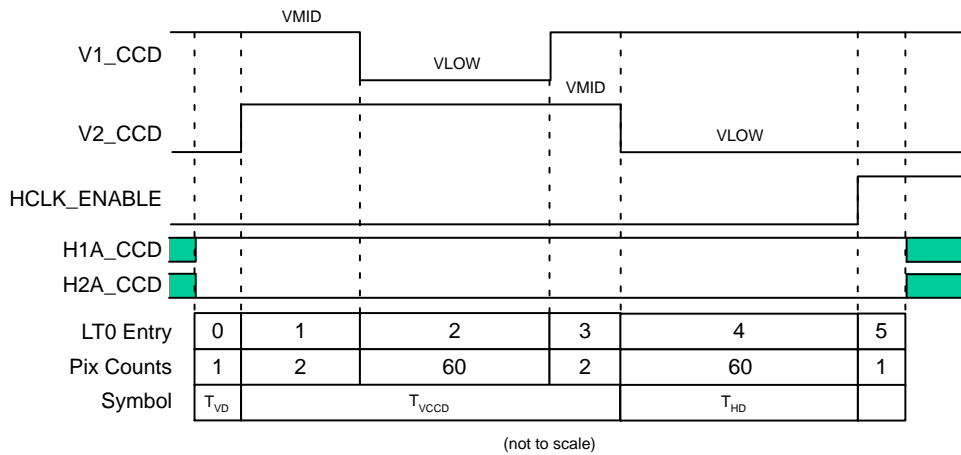 VMID
V1_CCD
VLOW
VMID
V2_CCD
VLOW
HCLK_ENABLE
H1A_CCD
H2A_CCD
LT0 Entry 0 1 2 3 4 5
Pix Counts 1 2 60 2 60 1
Symbol TVD TVCCD THD
(not to scale)